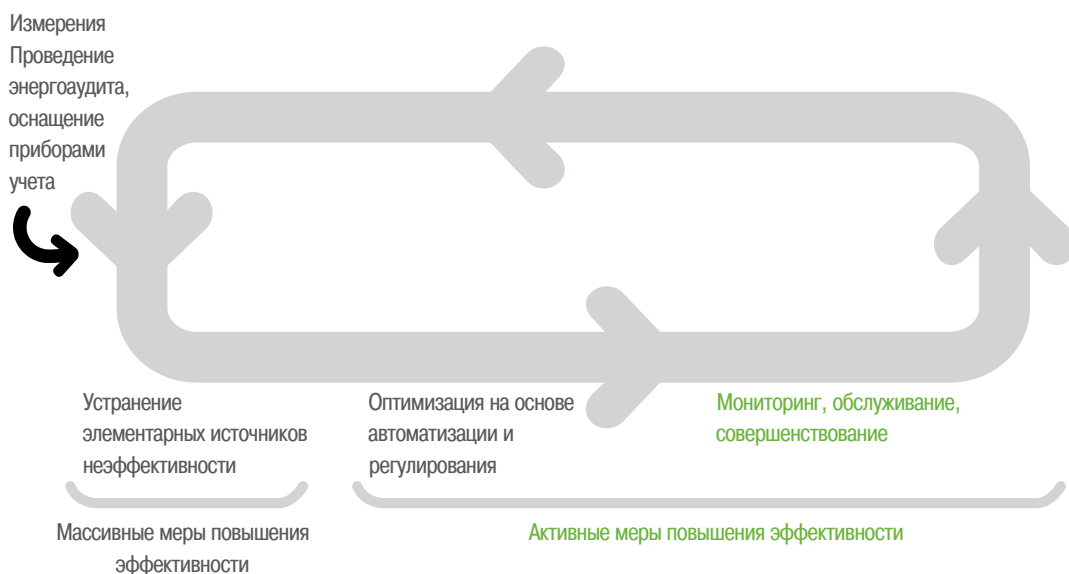 Измерения
Проведение
энергоаудита,
оснащение
приборами
учета
Устранение
элементарных источников
неэффективности
Оптимизация на основе
автоматизации и
регулирования
Мониторинг, обслуживание,
совершенствование
Массивные меры повышения
эффективности
Активные меры повышения эффективности